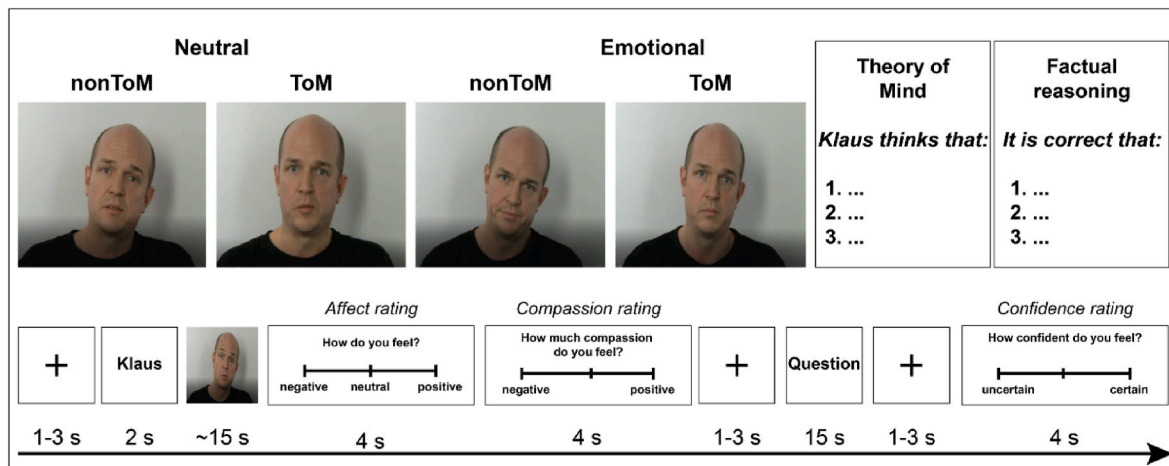 Neutral
Emotional
nonToM
ToM
nonToM
ToM
Theory of
Mind
Klaus thinks that:
1. ...
2. ...
3. ...
Factual
reasoning
It is correct that:
1. ...
2. ...
3. ...
Affect rating
Compassion rating
Confidence rating
+
Klaus
How do you feel?
negative neutral positive
How much compassion
do you feel?
negative positive
+
Question
+
How confident do you feel?
uncertain certain
1-3 s 2 s ~15 s 4 s 4 s 1-3 s 15 s 1-3 s 4 s